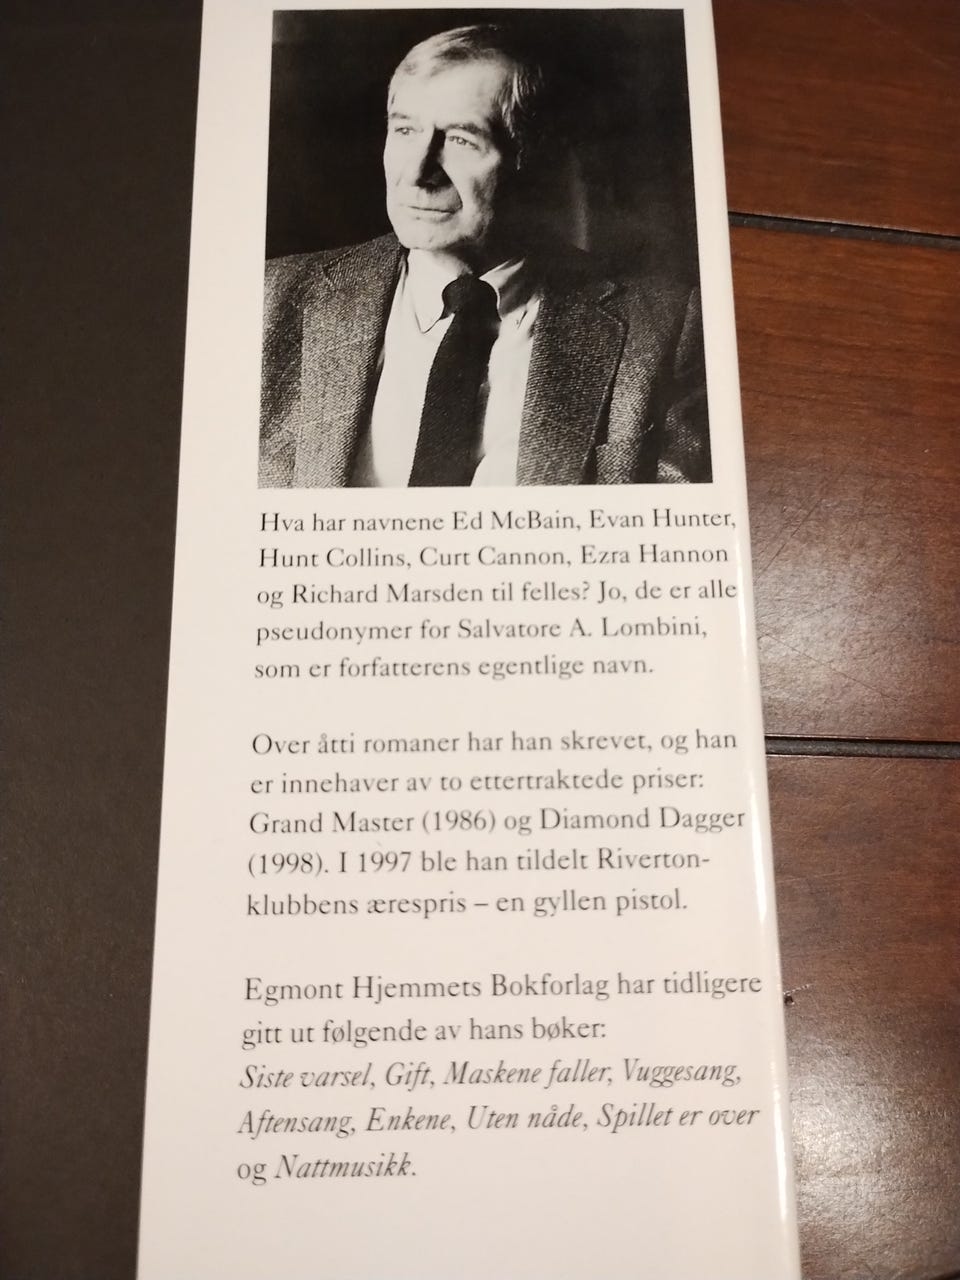 Hva har navnene Ed McBain, Evan Hunter,
Hunt Collins, Curt Cannon, Ezra Hannon
og Richard Marsden til felles? Jo, de er alle
pseudonymer for Salvatore A. Lombini,
som er forfatterens egentlige navn.
Over åtti romaner har han skrevet, og han
er innehaver av to ettertraktede priser:
Grand Master (1986) og Diamond Dagger
(1998). I 1997 ble han tildelt Riverton-
klubbens ærespris – en gyllen pistol.
Egmont Hjemmets Bokforlag har tidligere
gitt ut følgende av hans bøker:
Siste varsel, Gift, Maskene faller, Vuggesang,
Aftensang, Enkene, Uten nåde, Spillet er over
og Nattmusikk.